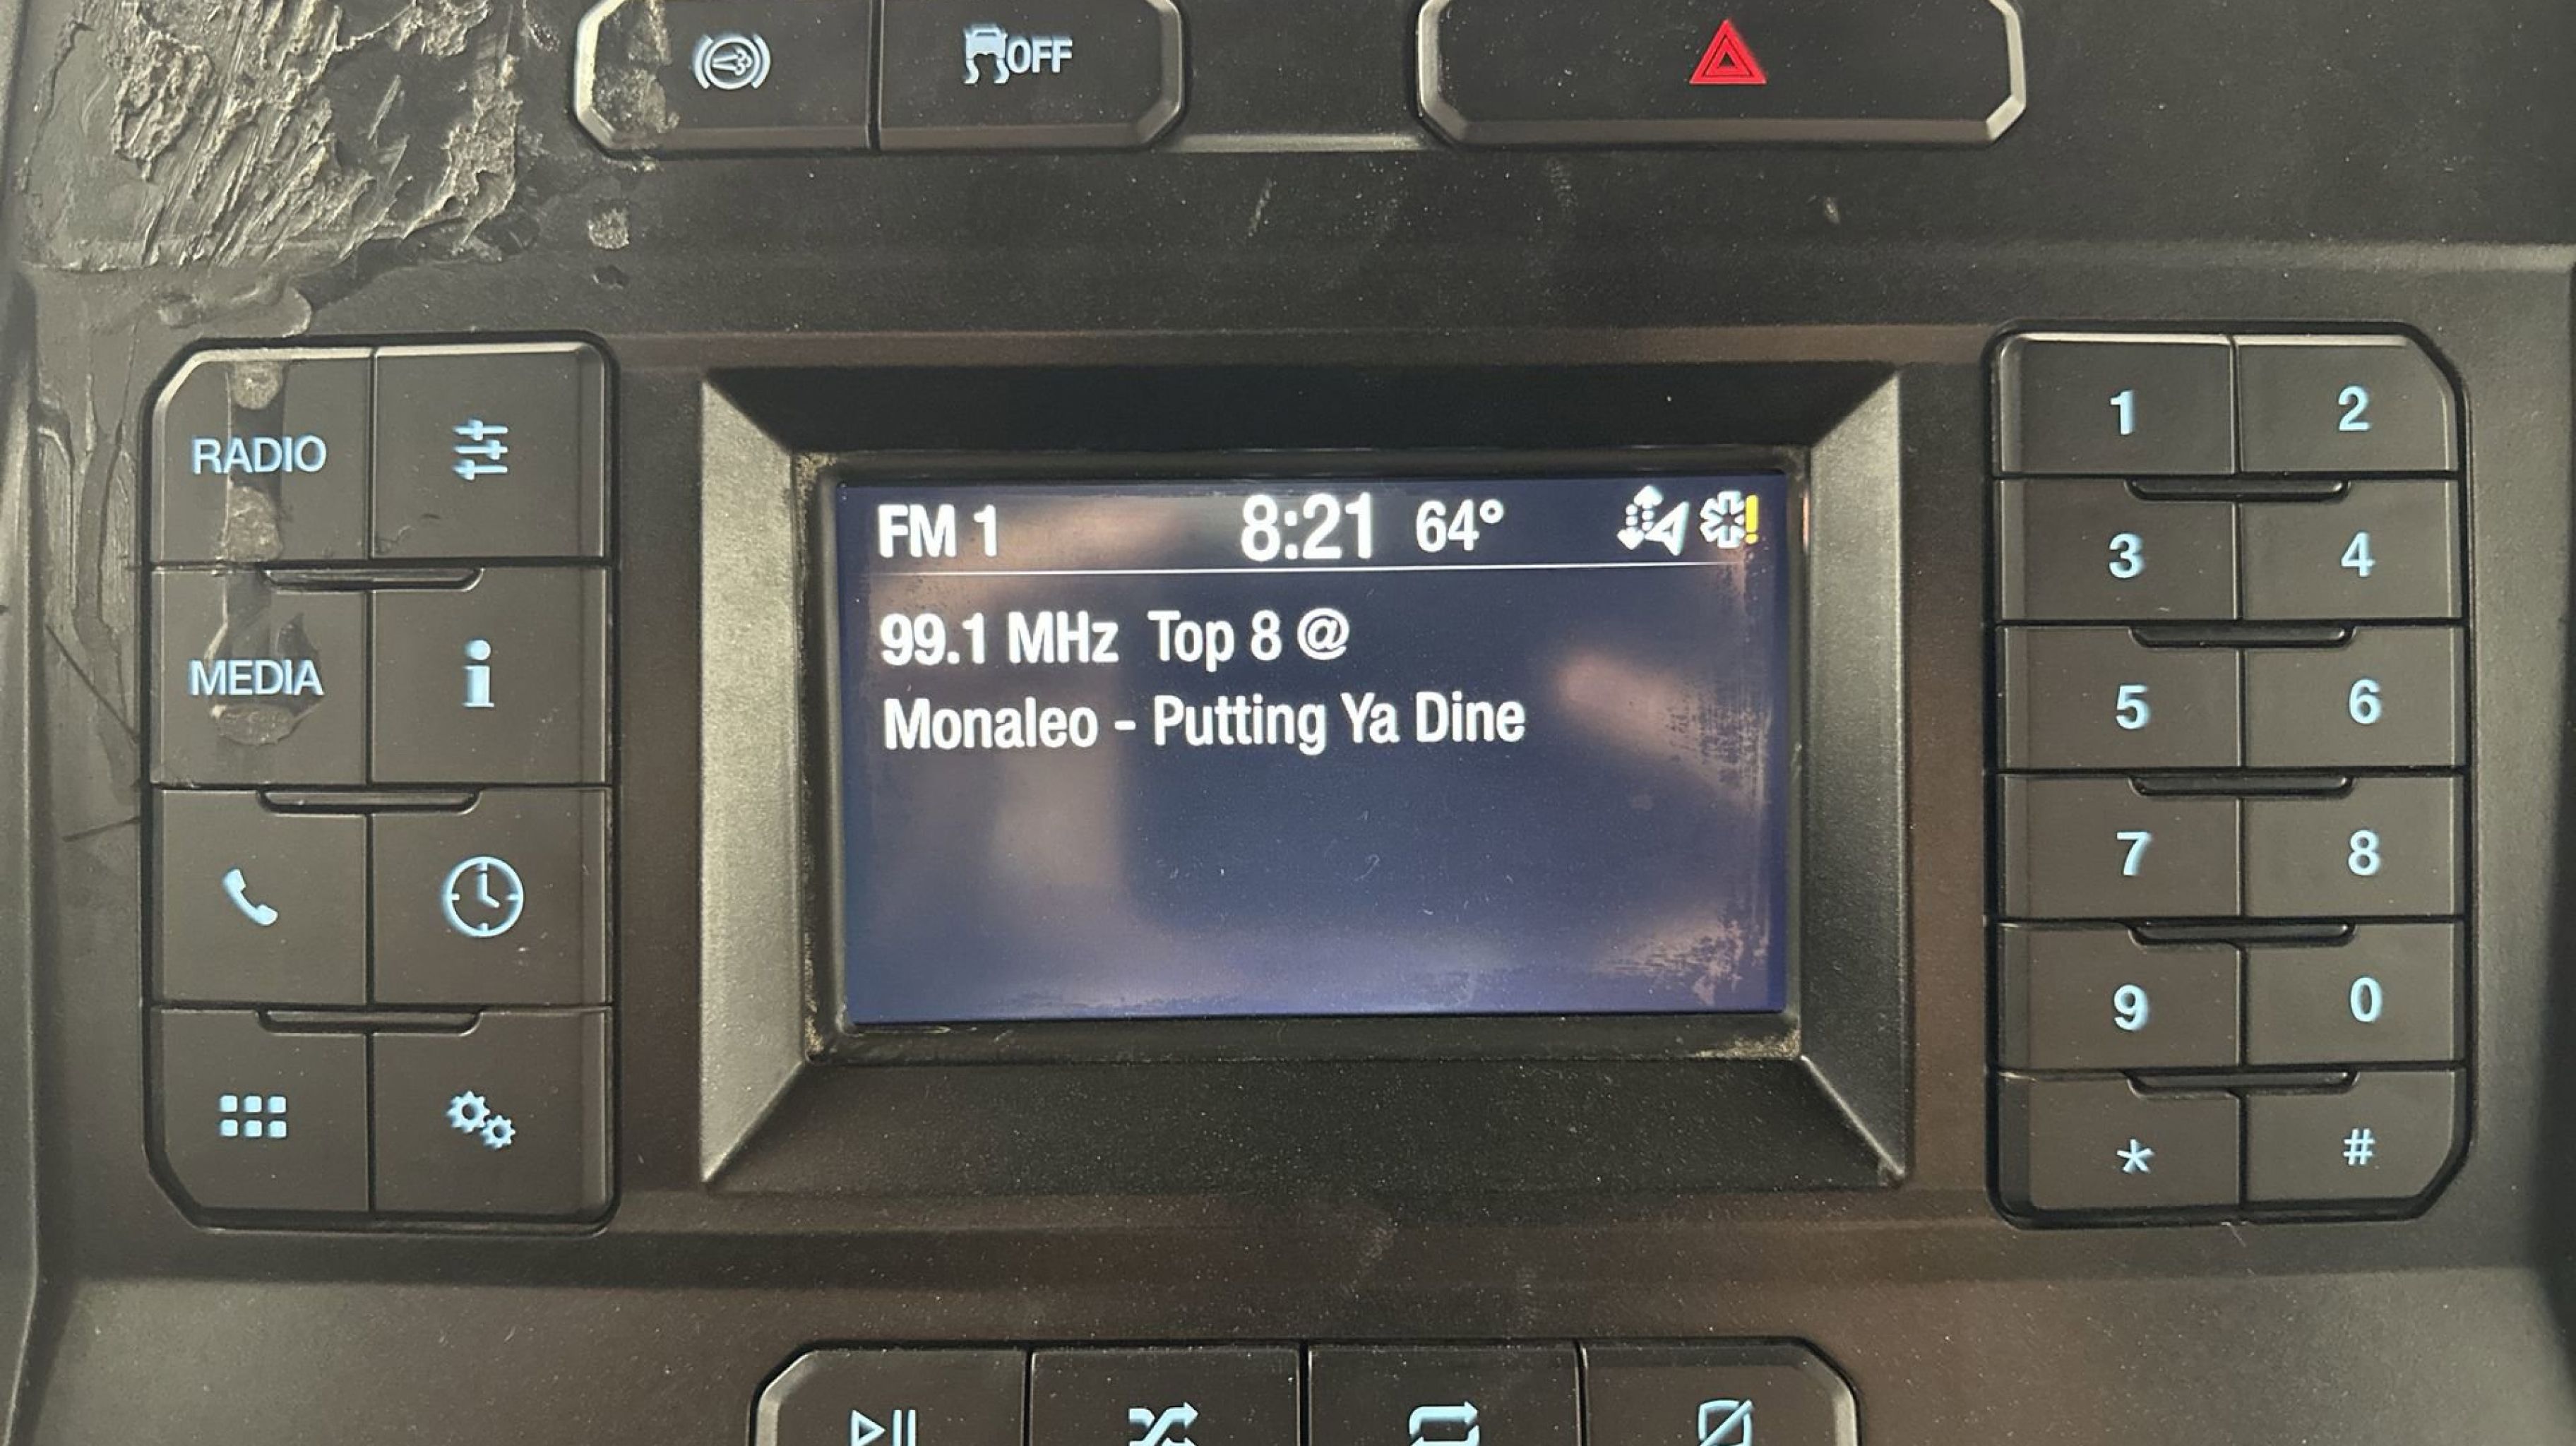 OFF
RADIO
MEDIA
FM 1 8:21 64° !
99.1 MHz Top 8 @
Monaleo - Putting Ya Dine
1 2
3 4
5 6
7 8
9 0
* #